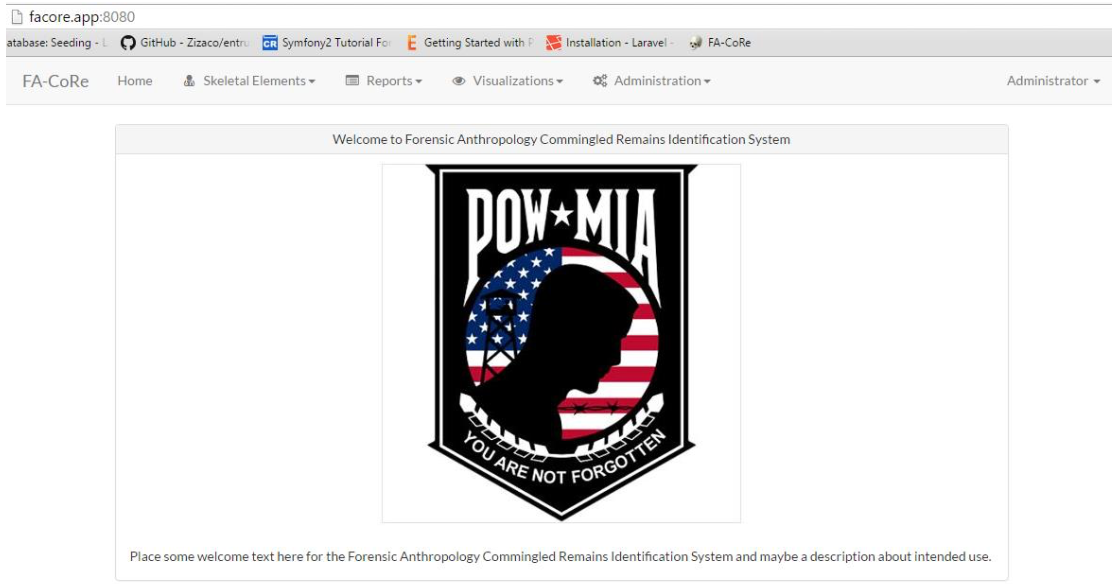 facore.app:8080
atabase: Seeding - L GitHub - Zizaco/entru Symfony2 Tutorial For Getting Started with P Installation - Laravel - FA-CoRe
FA-CoRe Home Skeletal Elements Reports Visualizations Administration Administrator
Welcome to Forensic Anthropology Commingled Remains Identification System
POW★MIA
YOU ARE NOT FORGOTTEN
Place some welcome text here for the Forensic Anthropology Commingled Remains Identification System and maybe a description about intended use.